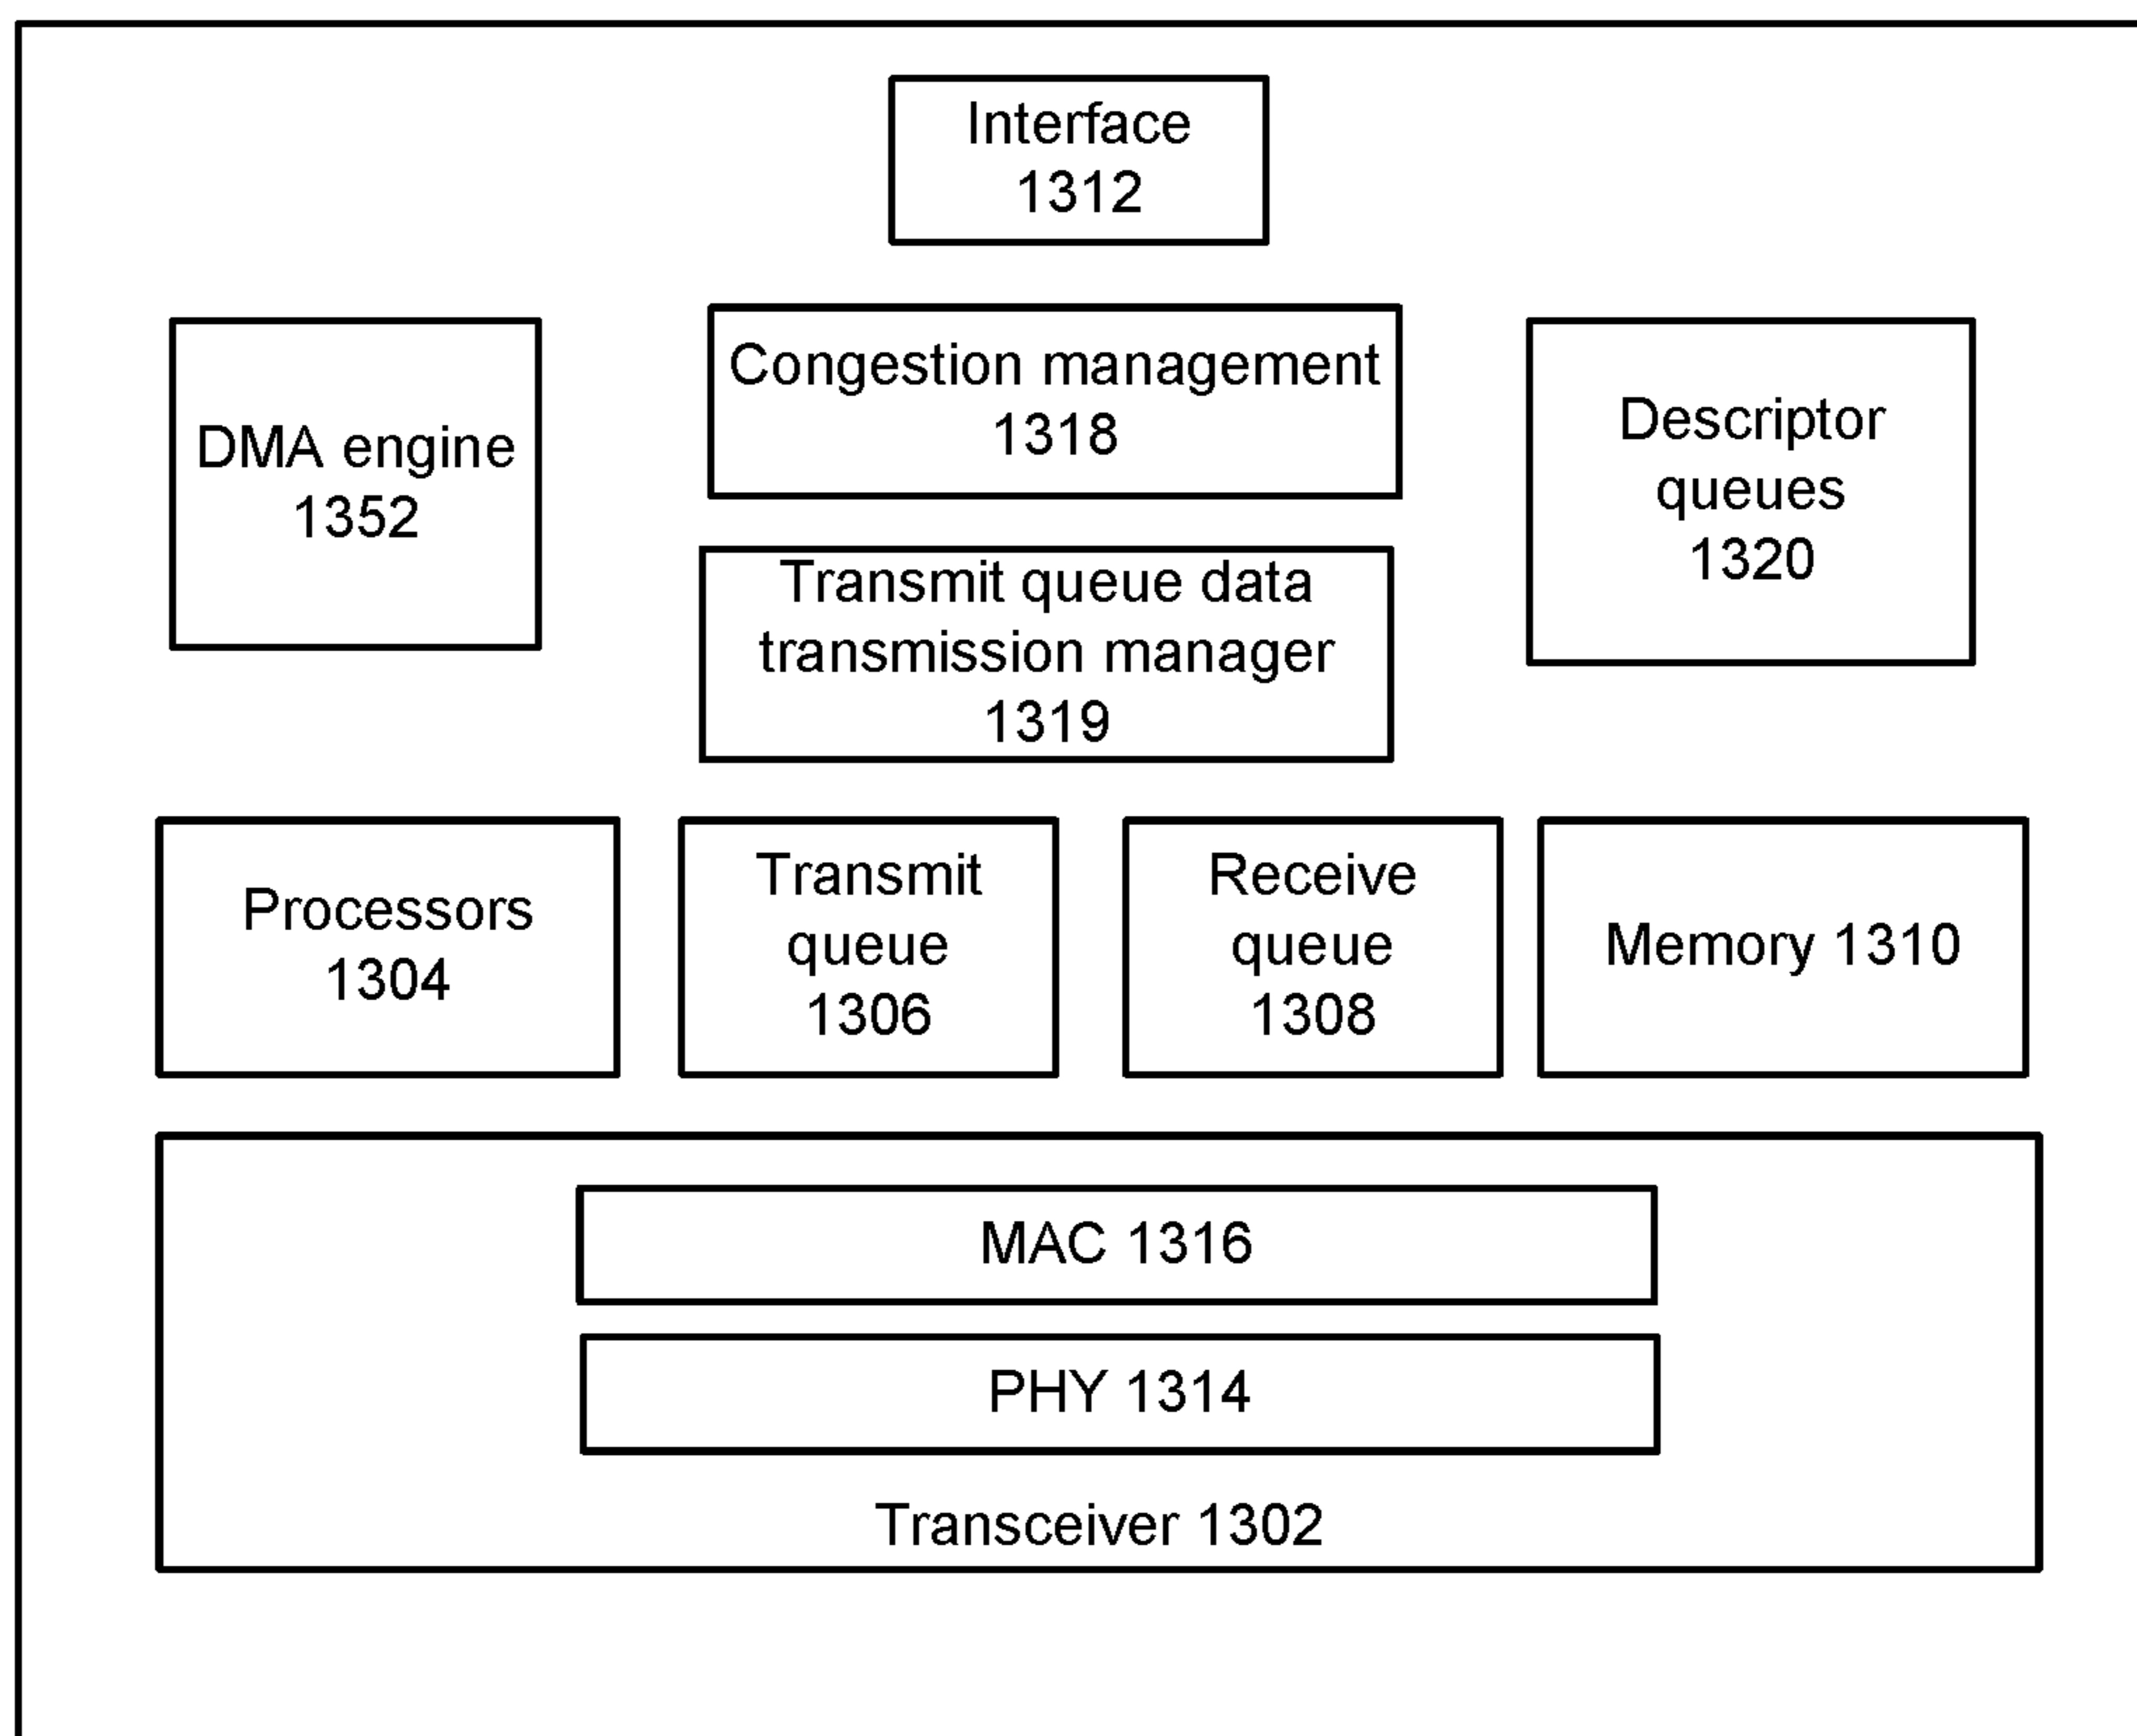 Interface
1312
DMA engine
1352
Congestion management
1318
Descriptor
queues
1320
Transmit queue data
transmission manager
1319
Processors
1304
Transmit
queue
1306
Receive
queue
1308
Memory 1310
MAC 1316
PHY 1314
Transceiver 1302